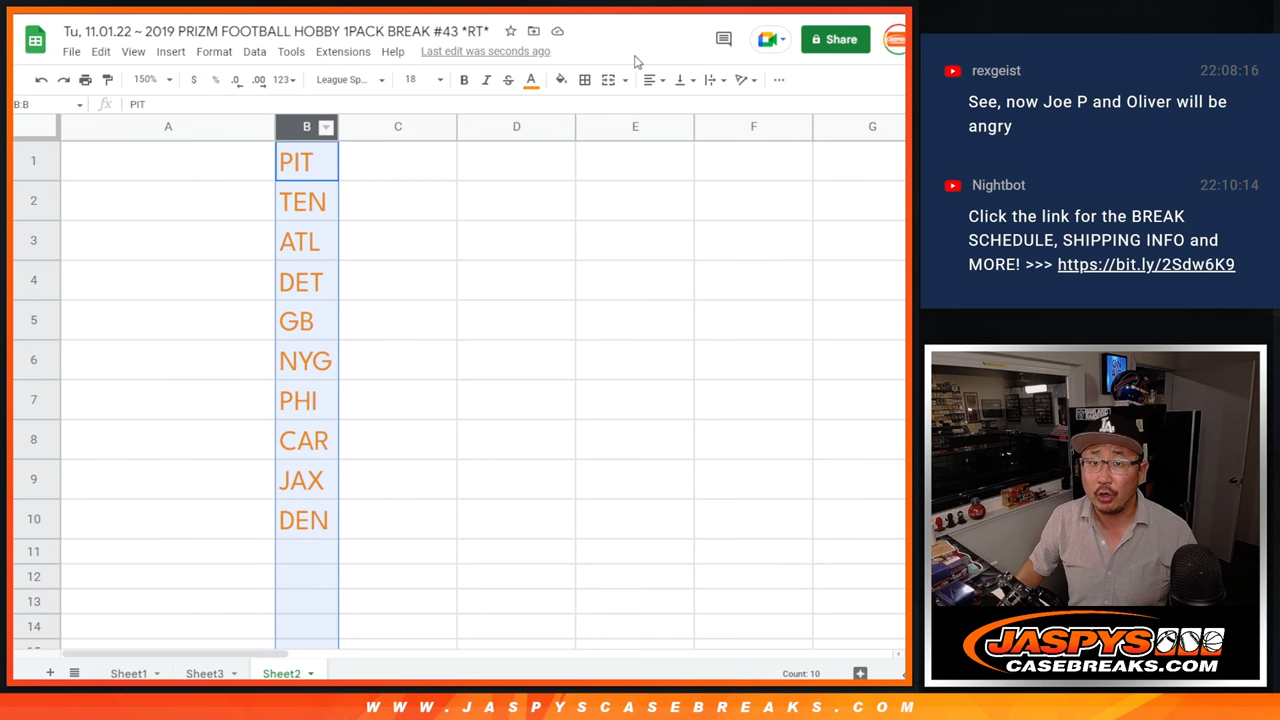 Tu, 11.01.22 ~ 2019 PRIZM FOOTBALL HOBBY 1PACK BREAK #43 *RT*
Share
File Edit View Insert Format Data Tools Extensions Help Last edit was seconds ago
150% $ % .0 .00 123 League Sp... 18 B I S A
B:B fx PIT
A B C D E F G
1 PIT
2 TEN
3 ATL
4 DET
5 GB
6 NYG
7 PHI
8 CAR
9 JAX
10 DEN
11
12
13
14
Sheet1 Sheet3 Sheet2 Count: 10
rexgeist 22:08:16
See, now Joe P and Oliver will be
angry
Nightbot 22:10:14
Click the link for the BREAK
SCHEDULE, SHIPPING INFO and
MORE! >>> https://bit.ly/2Sdw6K9
ON
AIR
LA
JASPYS
CASEBREAKS.COM
WWW.JASPYSCASEBREAKS.COM